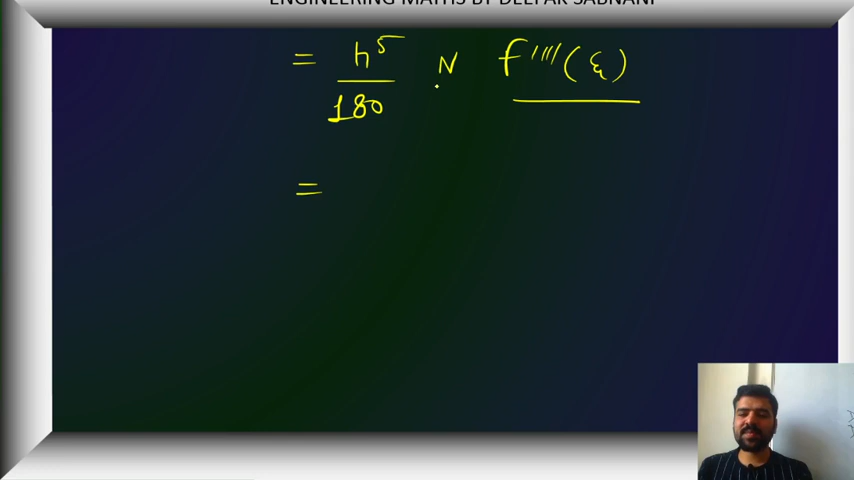 ENGINEERING MATHS BY DEEPAK SABNANI
= h⁵/180 N f''''(ξ)
=